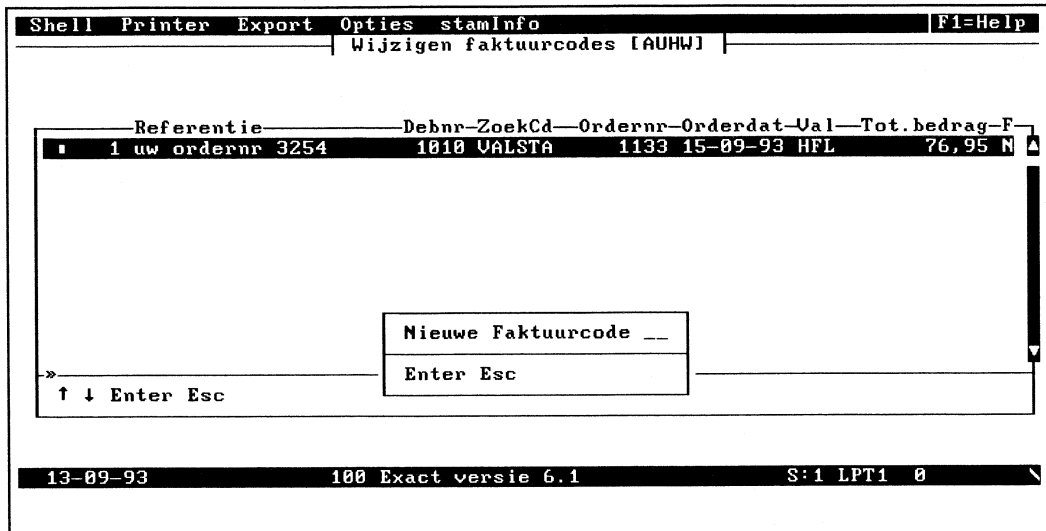 Shell Printer Export Opties stamInfo F1=Help
Wijzigen faktuurcodes [AUHW]
Referentie Debnr ZoekCd Ordernr Orderdat Val Tot.bedrag F
1 uw ordernr 3254 1010 VALSTA 1133 15-09-93 HFL 76,95 N
Nieuwe Faktuurcode __
Enter Esc
» 
↑ ↓ Enter Esc
13-09-93 100 Exact versie 6.1 S:1 LPT1 0 \